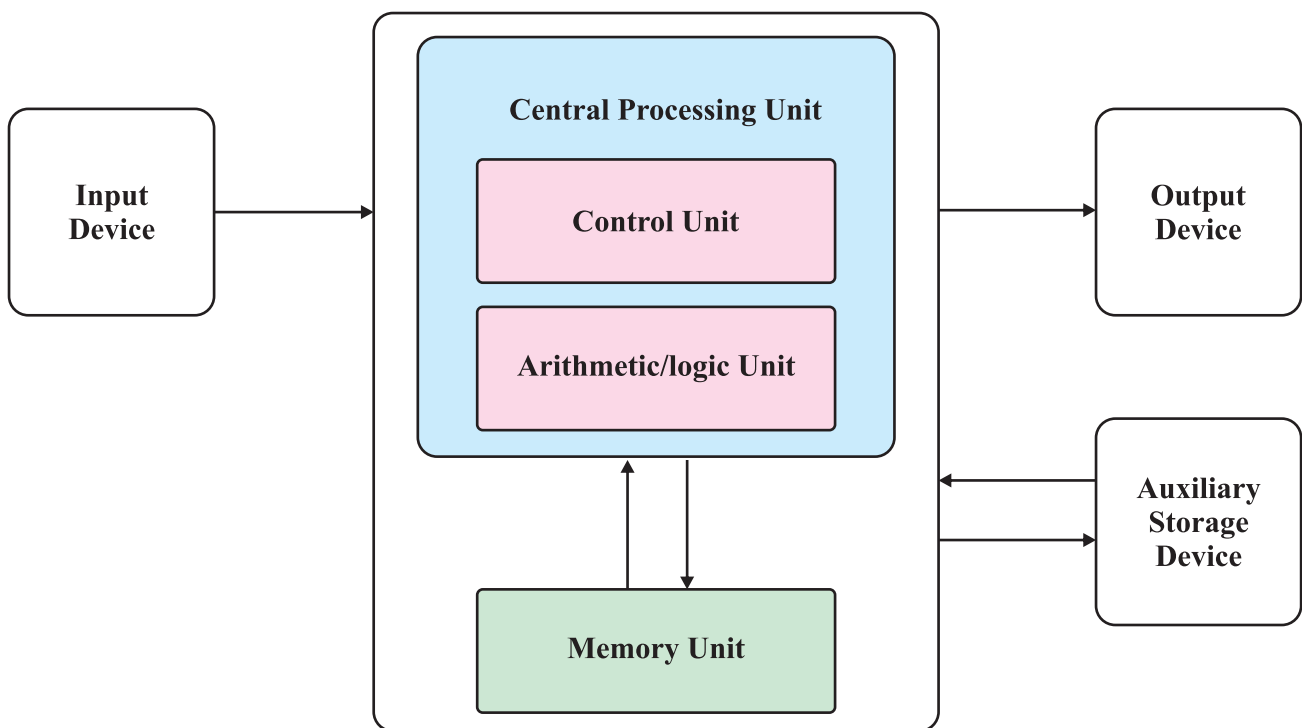 Central Processing Unit
Input
Device
Control Unit
Arithmetic/logic Unit
Memory Unit
Output
Device
Auxiliary
Storage
Device